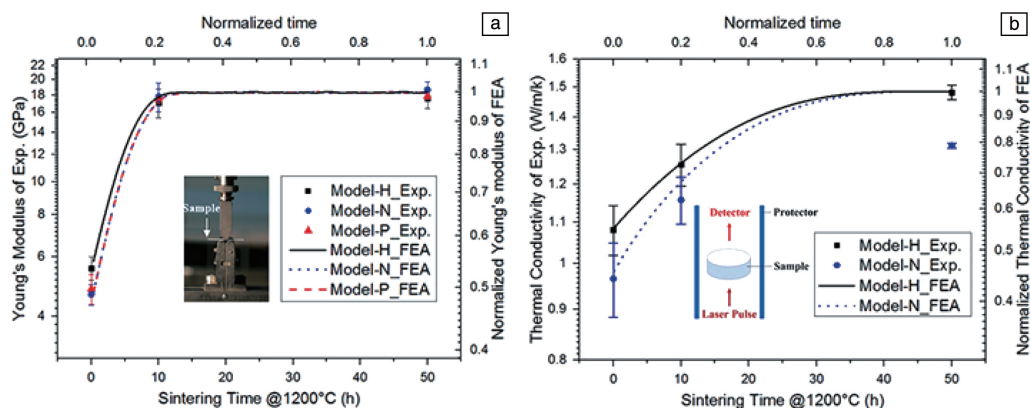 a
Normalized time
0.0 0.2 0.4 0.6 0.8 1.0
Young's Modulus of Exp. (GPa)
22
20
18
16
14
12
10
8
6
5
4
Sample
Model-H_Exp.
Model-N_Exp.
Model-P_Exp.
Model-H_FEA
Model-N_FEA
Model-P_FEA
1.1
1.0
0.9
0.8
0.7
0.6
0.5
0.4
Normalized Young's modulus of FEA
0 10 20 30 40 50
Sintering Time @1200°C (h)
b
Normalized time
0.0 0.2 0.4 0.6 0.8 1.0
Thermal Conductivity of Exp. (W/m/k)
1.6
1.5
1.4
1.3
1.2
1.1
1
0.9
0.8
Detector
Protector
Sample
Laser Pulse
Model-H_Exp.
Model-N_Exp.
Model-H_FEA
Model-N_FEA
1.1
1.0
0.9
0.8
0.7
0.6
0.5
0.4
Normalized Thermal Conductivity of FEA
0 10 20 30 40 50
Sintering Time @1200°C (h)